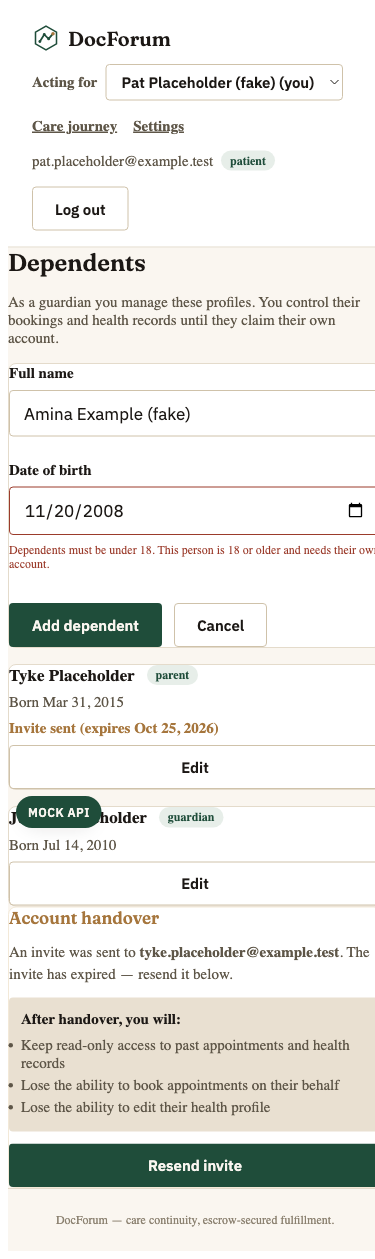 DocForum
Acting for Pat Placeholder (fake) (you)
Care journey Settings
pat.placeholder@example.test patient
Log out
Dependents
As a guardian you manage these profiles. You control their
bookings and health records until they claim their own
account.
Full name
Amina Example (fake)
Date of birth
11/20/2008
Dependents must be under 18. This person is 18 or older and needs their own
account.
Add dependent Cancel
Tyke Placeholder parent
Born Mar 31, 2015
Invite sent (expires Oct 25, 2026)
Edit
MOCK API
holder guardian
Born Jul 14, 2010
Edit
Account handover
An invite was sent to tyke.placeholder@example.test. The
invite has expired — resend it below.
After handover, you will:
• Keep read-only access to past appointments and health
records
• Lose the ability to book appointments on their behalf
• Lose the ability to edit their health profile
Resend invite
DocForum — care continuity, escrow-secured fulfillment.